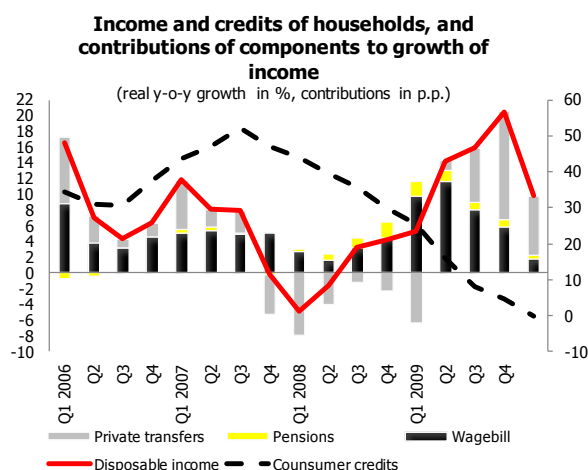 Income and credits of households, and
contributions of components to growth of
income
(real y-o-y growth in %, contributions in p.p.)
22
20
18
16
14
12
10
8
6
4
2
0
-2
-4
-6
-8
-10
60
50
40
30
20
10
0
-10
Q1 2006
Q2
Q3
Q4
Q1 2007
Q2
Q3
Q4
Q1 2008
Q2
Q3
Q4
Q1 2009
Q2
Q3
Q4
Private transfers
Pensions
Wagebill
Disposable income
Counsumer credits